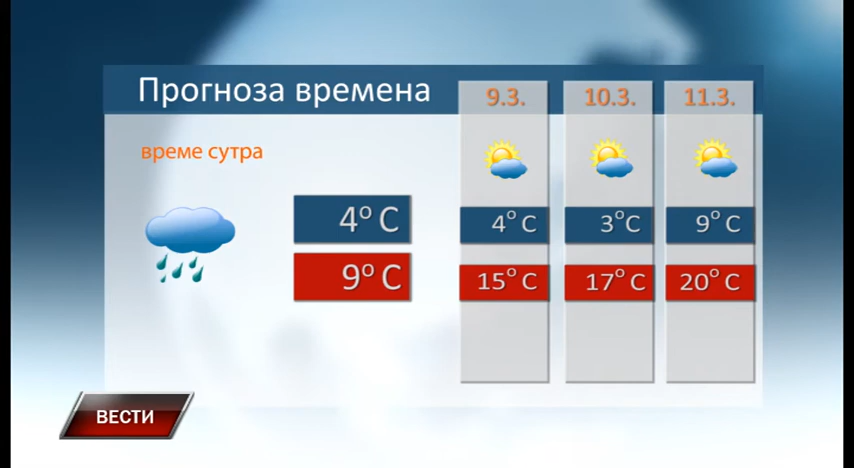 Прогноза времена
време сутра
4° C
9° C
9.3. 10.3. 11.3.
4° C 3°C 9° C
15° C 17° C 20° C
ВЕСТИ